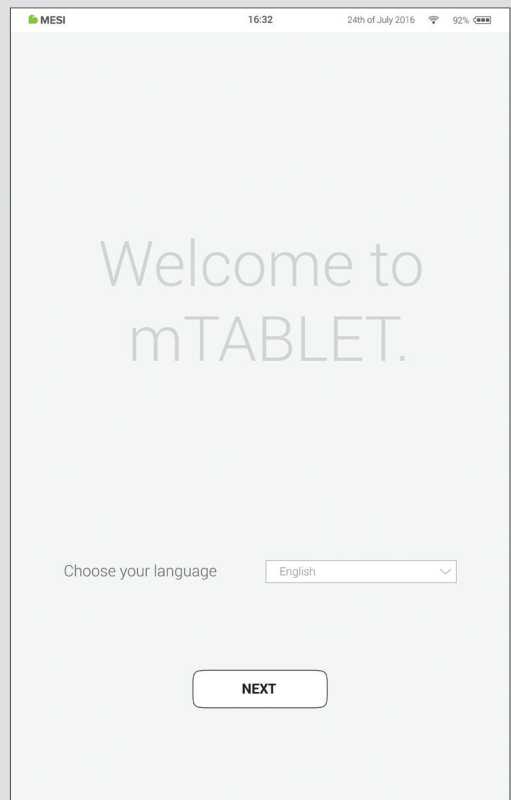 MESI 16:32 24th of July 2016 92%
Welcome to
mTABLET.
Choose your language English
NEXT